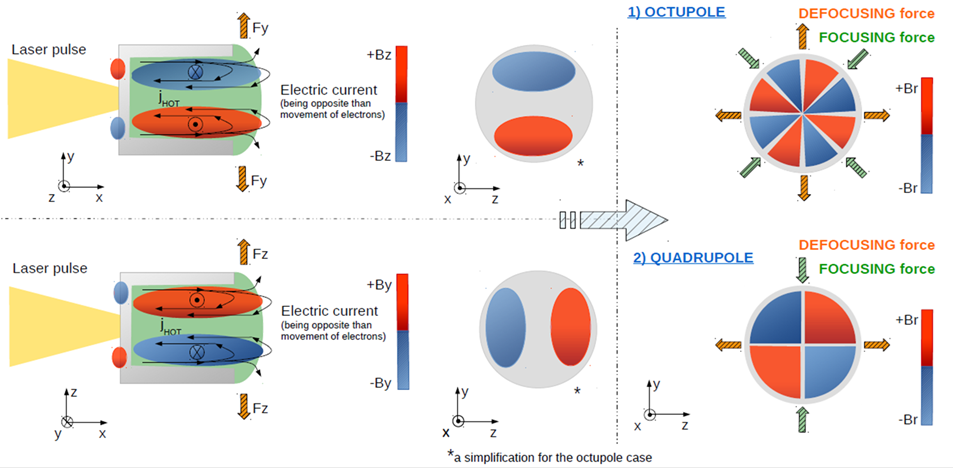 Laser pulse
Fy
jHOT
Fy
y
z
x
Electric current
(being opposite than
movement of electrons)
+Bz
-Bz
y
x
z
*
1) OCTUPOLE
DEFOCUSING force
FOCUSING force
+Br
-Br
Laser pulse
Fz
jHOT
Fz
z
y
x
Electric current
(being opposite than
movement of electrons)
+By
-By
y
x
z
*
2) QUADRUPOLE
DEFOCUSING force
FOCUSING force
+Br
-Br
y
x
z
*a simplification for the octupole case